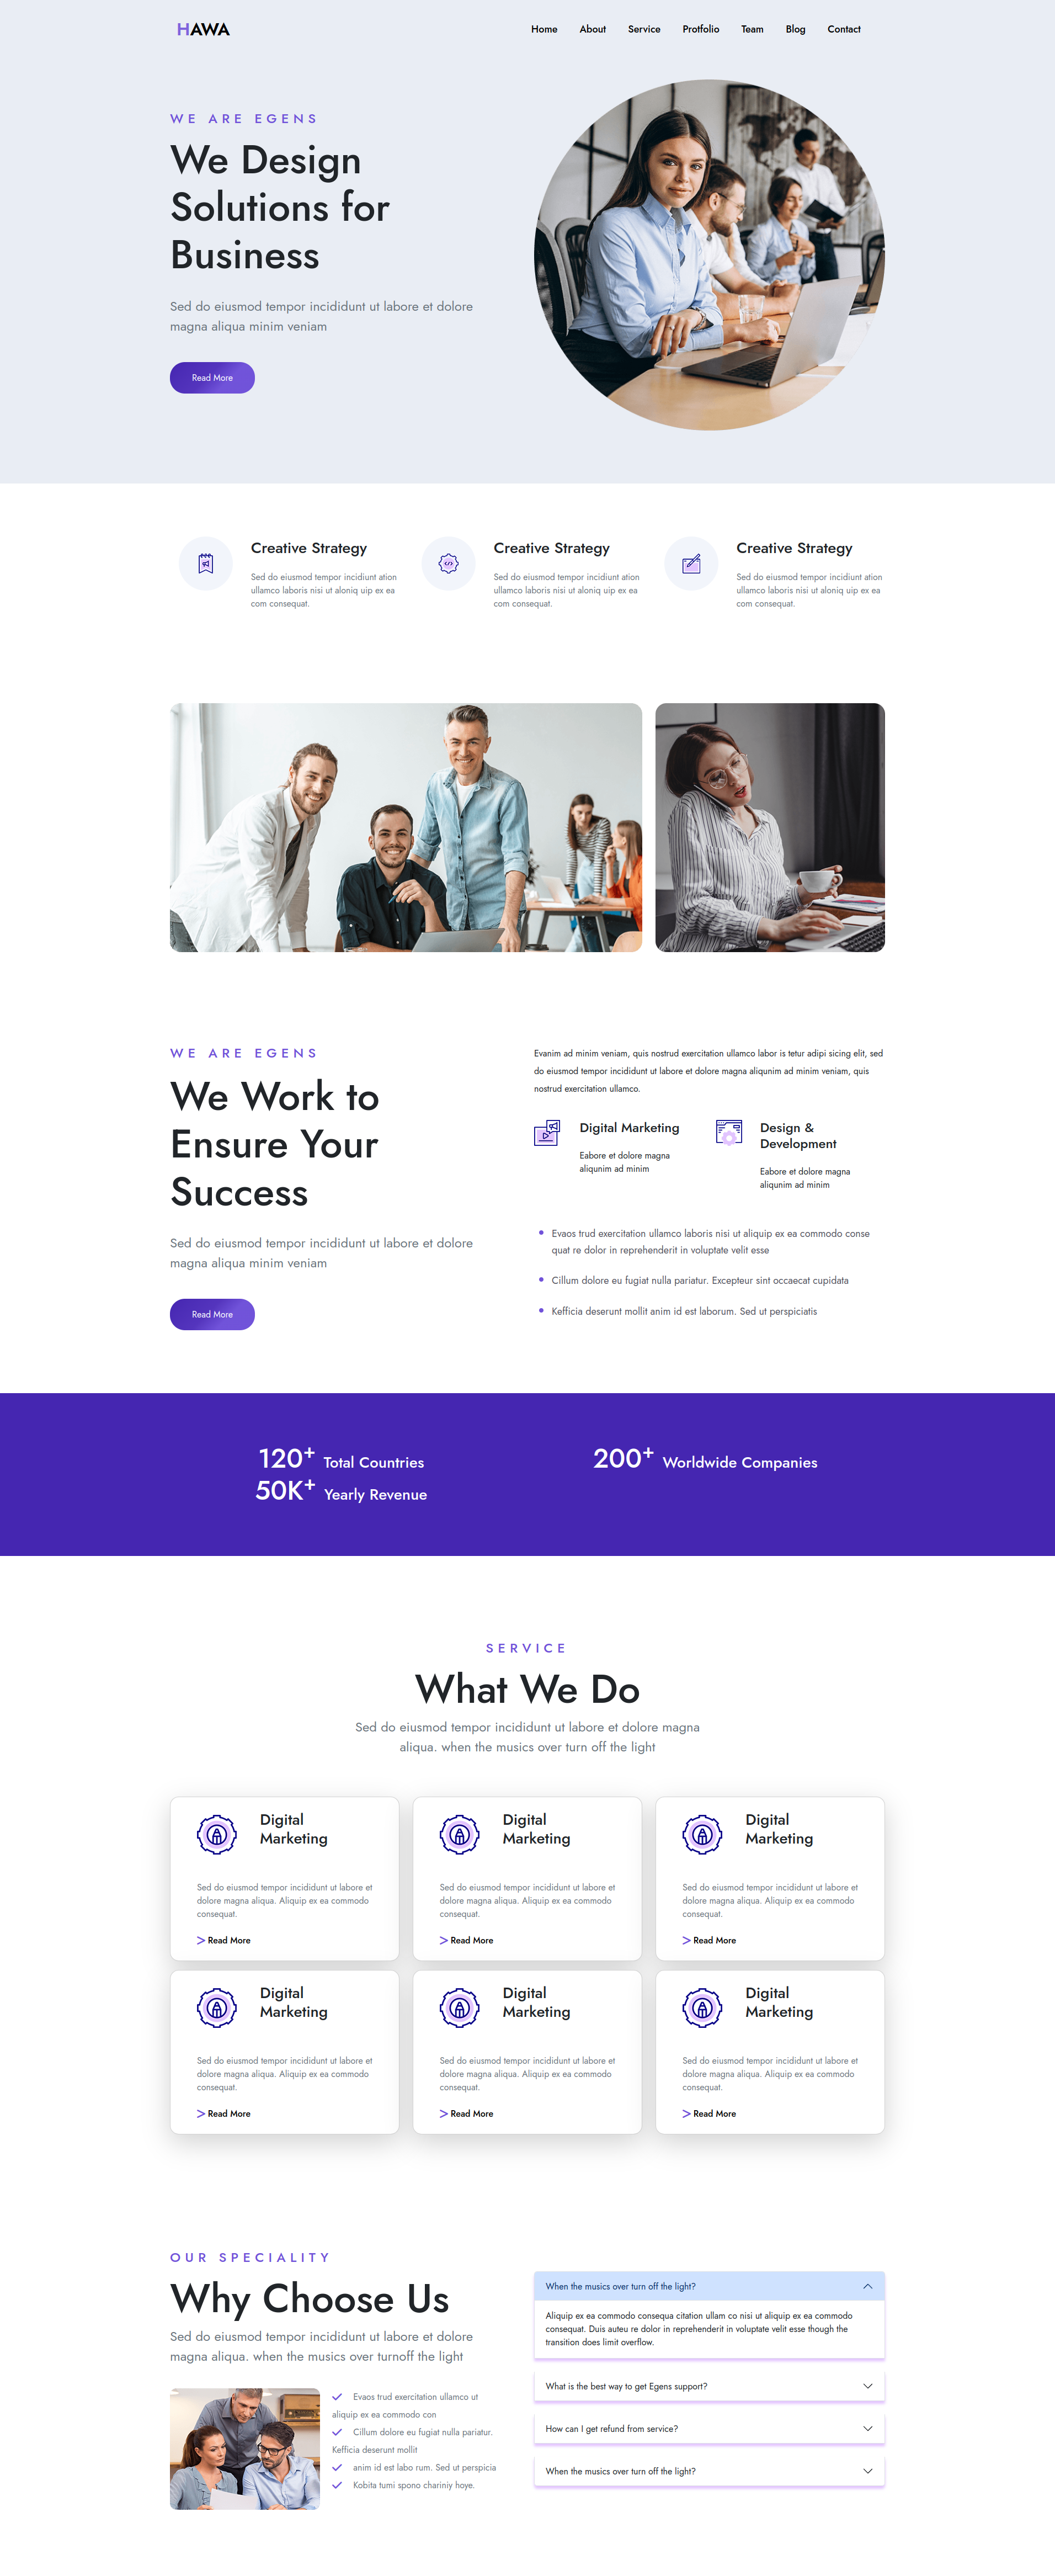 HAWA
Home About Service Protfolio Team Blog Contact
WE ARE EGENS
We Design
Solutions for
Business
Sed do eiusmod tempor incididunt ut labore et dolore
magna aliqua minim veniam
Read More
Creative Strategy
Sed do eiusmod tempor incidiunt ation
ullamco laboris nisi ut aloniq uip ex ea
com consequat.
Creative Strategy
Sed do eiusmod tempor incidiunt ation
ullamco laboris nisi ut aloniq uip ex ea
com consequat.
Creative Strategy
Sed do eiusmod tempor incidiunt ation
ullamco laboris nisi ut aloniq uip ex ea
com consequat.
WE ARE EGENS
We Work to
Ensure Your
Success
Sed do eiusmod tempor incididunt ut labore et dolore
magna aliqua minim veniam
Read More
Evanim ad minim veniam, quis nostrud exercitation ullamco labor is tetur adipi sicing elit, sed
do eiusmod tempor incididunt ut labore et dolore magna aliqunim ad minim veniam, quis
nostrud exercitation ullamco.
Digital Marketing
Eabore et dolore magna
aliqunim ad minim
Design &
Development
Eabore et dolore magna
aliqunim ad minim
Evaos trud exercitation ullamco laboris nisi ut aliquip ex ea commodo conse
quat re dolor in reprehenderit in voluptate velit esse
Cillum dolore eu fugiat nulla pariatur. Excepteur sint occaecat cupidata
Kefficia deserunt mollit anim id est laborum. Sed ut perspiciatis
120+ Total Countries
200+ Worldwide Companies
50K+ Yearly Revenue
SERVICE
What We Do
Sed do eiusmod tempor incididunt ut labore et dolore magna
aliqua. when the musics over turn off the light
Digital
Marketing
Sed do eiusmod tempor incididunt ut labore et
dolore magna aliqua. Aliquip ex ea commodo
consequat.
Read More
Digital
Marketing
Sed do eiusmod tempor incididunt ut labore et
dolore magna aliqua. Aliquip ex ea commodo
consequat.
Read More
Digital
Marketing
Sed do eiusmod tempor incididunt ut labore et
dolore magna aliqua. Aliquip ex ea commodo
consequat.
Read More
Digital
Marketing
Sed do eiusmod tempor incididunt ut labore et
dolore magna aliqua. Aliquip ex ea commodo
consequat.
Read More
Digital
Marketing
Sed do eiusmod tempor incididunt ut labore et
dolore magna aliqua. Aliquip ex ea commodo
consequat.
Read More
Digital
Marketing
Sed do eiusmod tempor incididunt ut labore et
dolore magna aliqua. Aliquip ex ea commodo
consequat.
Read More
OUR SPECIALITY
Why Choose Us
Sed do eiusmod tempor incididunt ut labore et dolore
magna aliqua. when the musics over turnoff the light
Evaos trud exercitation ullamco ut
aliquip ex ea commodo con
Cillum dolore eu fugiat nulla pariatur.
Kefficia deserunt mollit
anim id est labo rum. Sed ut perspicia
Kobita tumi spono chariniy hoye.
When the musics over turn off the light?
Aliquip ex ea commodo consequa citation ullam co nisi ut aliquip ex ea commodo
consequat. Duis auteu re dolor in reprehenderit in voluptate velit esse though the
transition does limit overflow.
What is the best way to get Egens support?
How can I get refund from service?
When the musics over turn off the light?